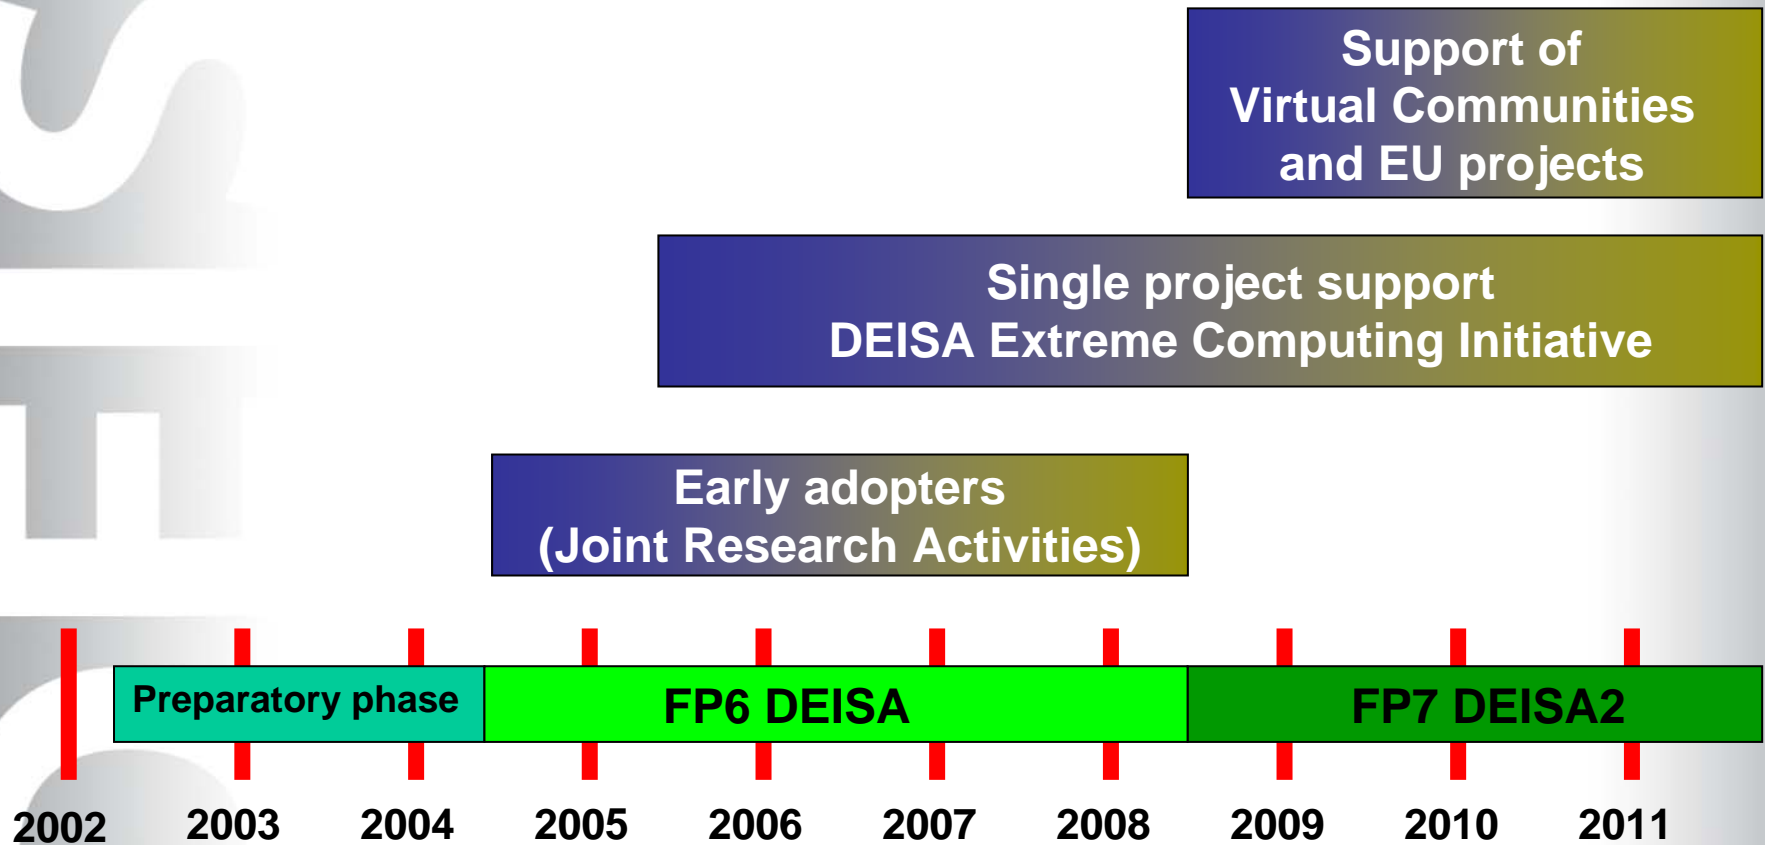 Support of
Virtual Communities
and EU projects
Single project support
DEISA Extreme Computing Initiative
Early adopters
(Joint Research Activities)
Preparatory phase
FP6 DEISA
FP7 DEISA2
2002 2003 2004 2005 2006 2007 2008 2009 2010 2011